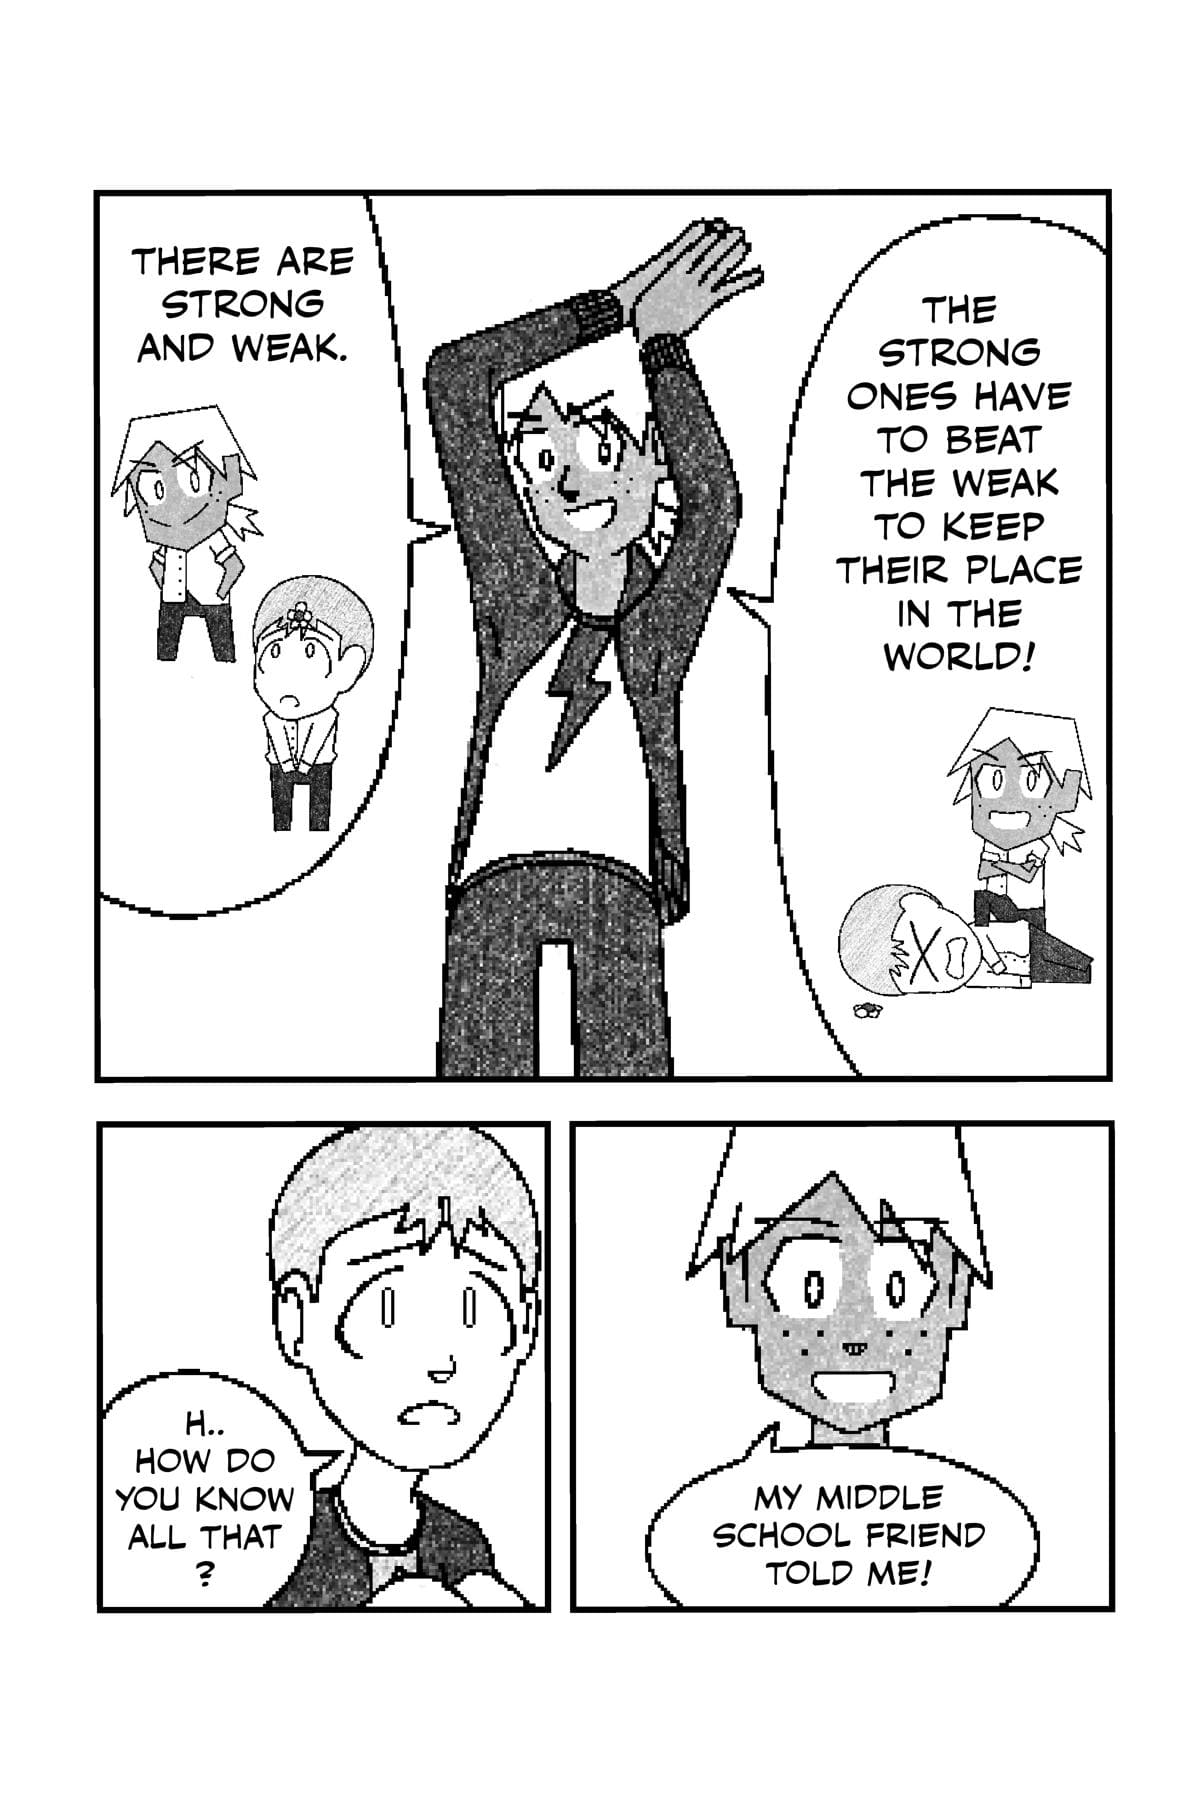 THERE ARE
STRONG
AND WEAK.
THE
STRONG
ONES HAVE
TO BEAT
THE WEAK
TO KEEP
THEIR PLACE
IN THE
WORLD!
H..
HOW DO
YOU KNOW
ALL THAT
?
MY MIDDLE
SCHOOL FRIEND
TOLD ME!